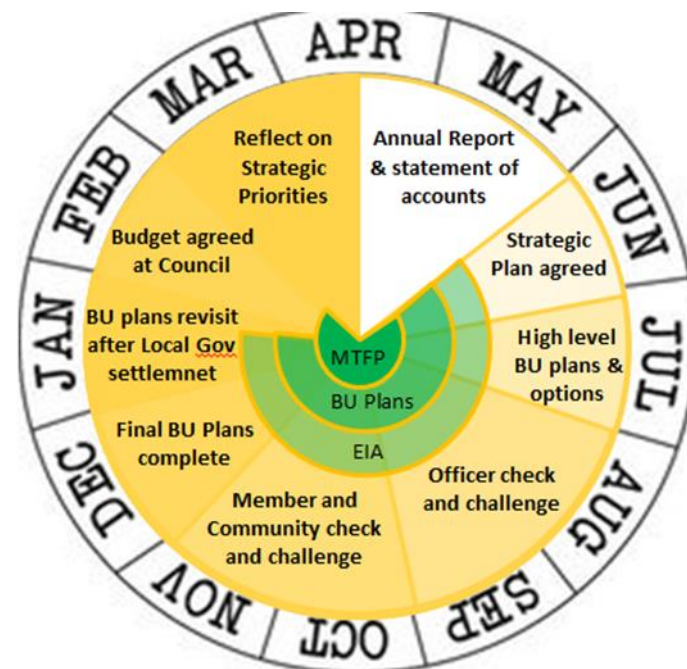 APR
MAY
JUN
JUL
AUG
SEP
OCT
NOV
DEC
JAN
FEB
MAR
Annual Report
& statement of
accounts
Strategic
Plan agreed
High level
BU plans &
options
Officer check
and challenge
Member and
Community check
and challenge
Final BU Plans
complete
BU plans revisit
after Local Gov
settlemnet
Budget agreed
at Council
Reflect on
Strategic
Priorities
MTFP
BU Plans
EIA